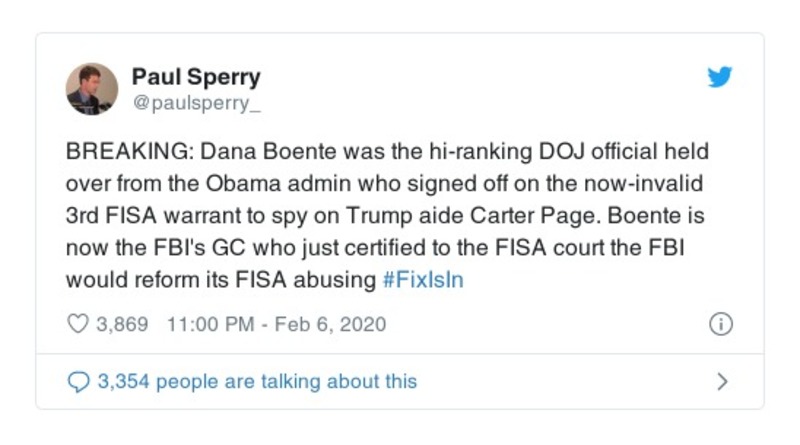 Paul Sperry
@paulsperry_
BREAKING: Dana Boente was the hi-ranking DOJ official held
over from the Obama admin who signed off on the now-invalid
3rd FISA warrant to spy on Trump aide Carter Page. Boente is
now the FBI's GC who just certified to the FISA court the FBI
would reform its FISA abusing #FixIsIn
3,869 11:00 PM - Feb 6, 2020
3,354 people are talking about this